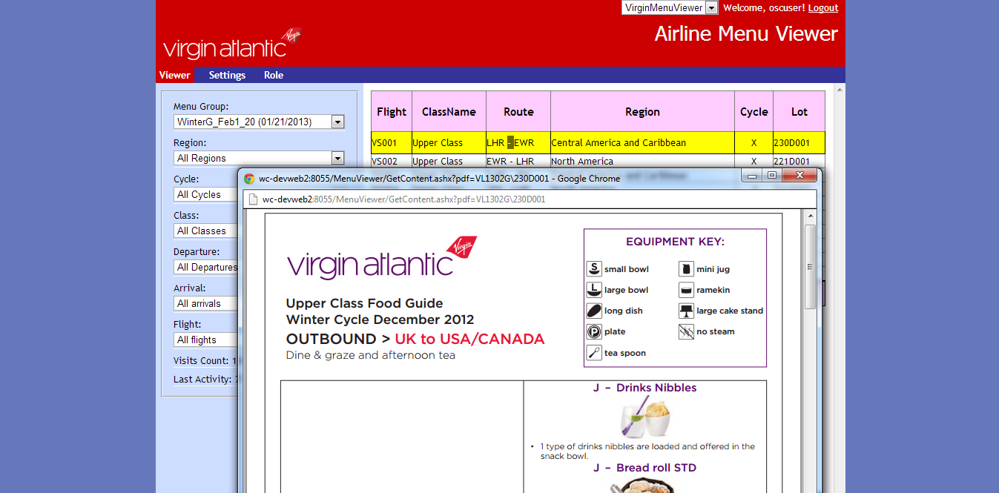 VirginMenuViewer Welcome, oscuser! Logout
virgin atlantic Virgin
Airline Menu Viewer
Viewer Settings Role
Menu Group:
WinterG_Feb1_20 (01/21/2013)
Region:
All Regions
Cycle:
All Cycles
Class:
All Classes
Departure:
All Departures
Arrival:
All arrivals
Flight:
All flights
Visits Count: 1
Last Activity:
Flight ClassName Route Region Cycle Lot
VS001 Upper Class LHR - EWR Central America and Caribbean X 230D001
VS002 Upper Class EWR - LHR North America X 221D001
wc-devweb2:8055/MenuViewer/GetContent.ashx?pdf=VL1302G\230D001 - Google Chrome
wc-devweb2:8055/MenuViewer/GetContent.ashx?pdf=VL1302G\230D001
virgin atlantic Virgin
Upper Class Food Guide
Winter Cycle December 2012
OUTBOUND > UK to USA/CANADA
Dine & graze and afternoon tea
EQUIPMENT KEY:
S small bowl
L large bowl
long dish
P plate
tea spoon
mini jug
ramekin
large cake stand
no steam
J – Drinks Nibbles
• 1 type of drinks nibbles are loaded and offered in the
snack bowl.
J – Bread roll STD